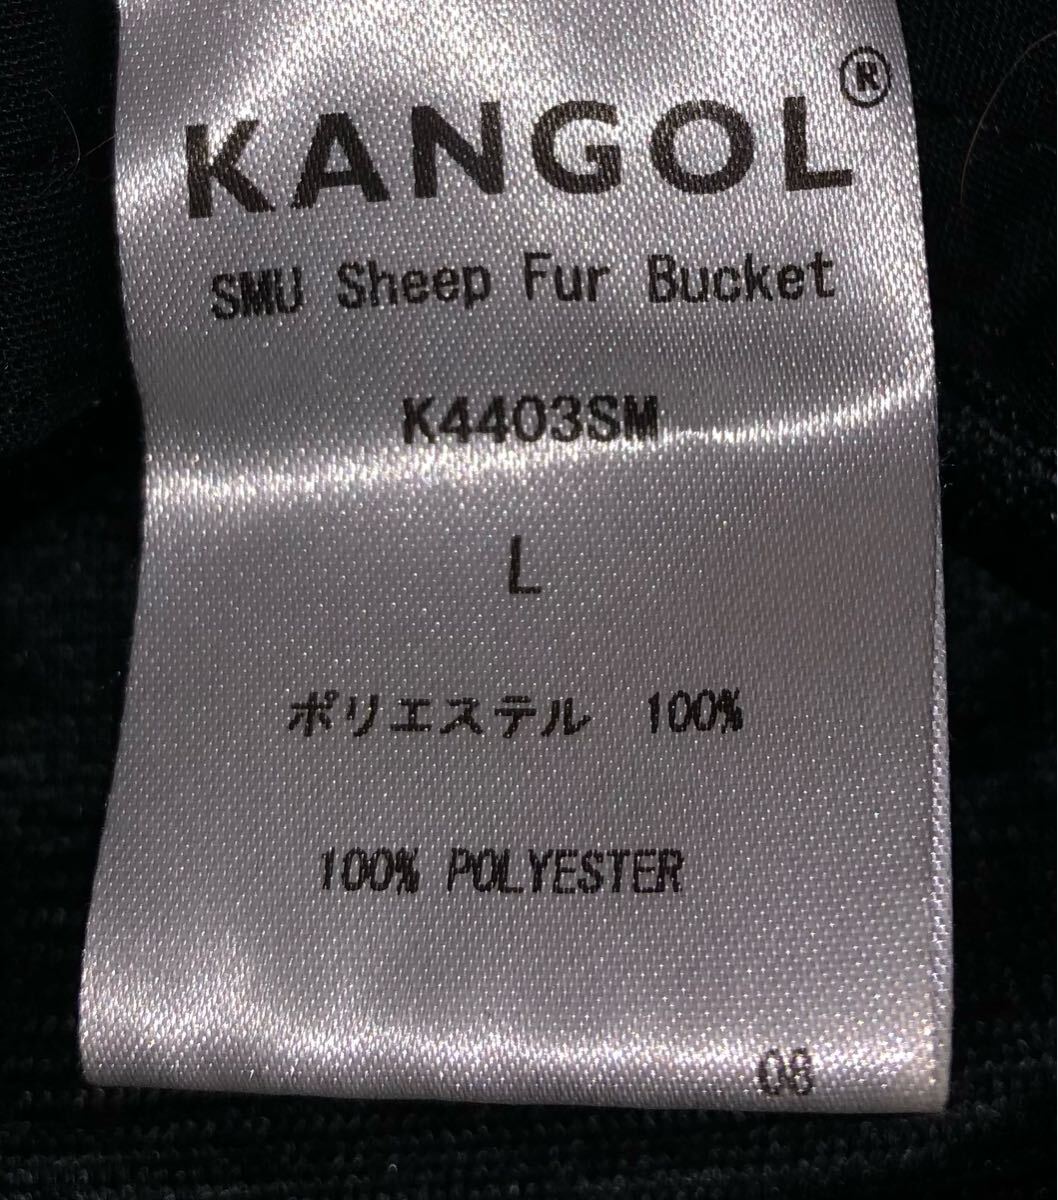 KANGOL®
SMU Sheep Fur Bucket
K4403SM
L
ポリエステル 100%
100% POLYESTER
08